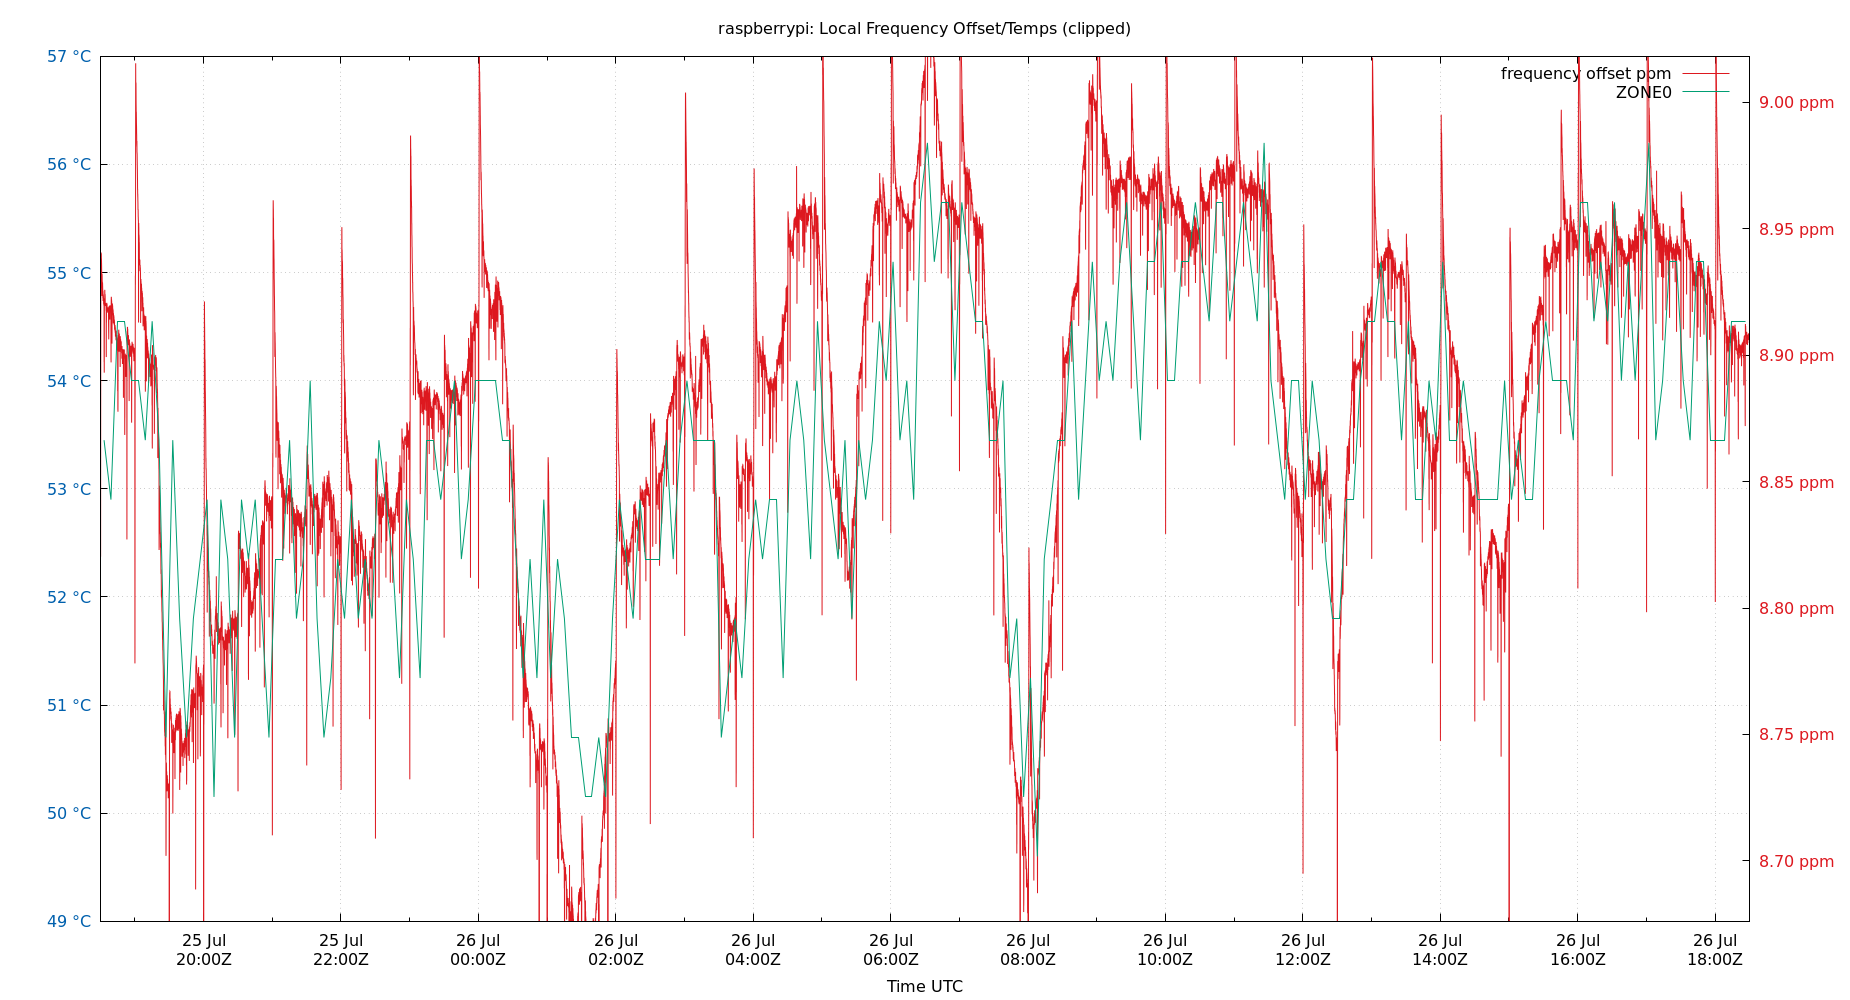 raspberrypi: Local Frequency Offset/Temps (clipped)
57 °C
56 °C
55 °C
54 °C
53 °C
52 °C
51 °C
50 °C
49 °C
frequency offset ppm
ZONE0
9.00 ppm
8.95 ppm
8.90 ppm
8.85 ppm
8.80 ppm
8.75 ppm
8.70 ppm
25 Jul
20:00Z
25 Jul
22:00Z
26 Jul
00:00Z
26 Jul
02:00Z
26 Jul
04:00Z
26 Jul
06:00Z
26 Jul
08:00Z
26 Jul
10:00Z
26 Jul
12:00Z
26 Jul
14:00Z
26 Jul
16:00Z
26 Jul
18:00Z
Time UTC